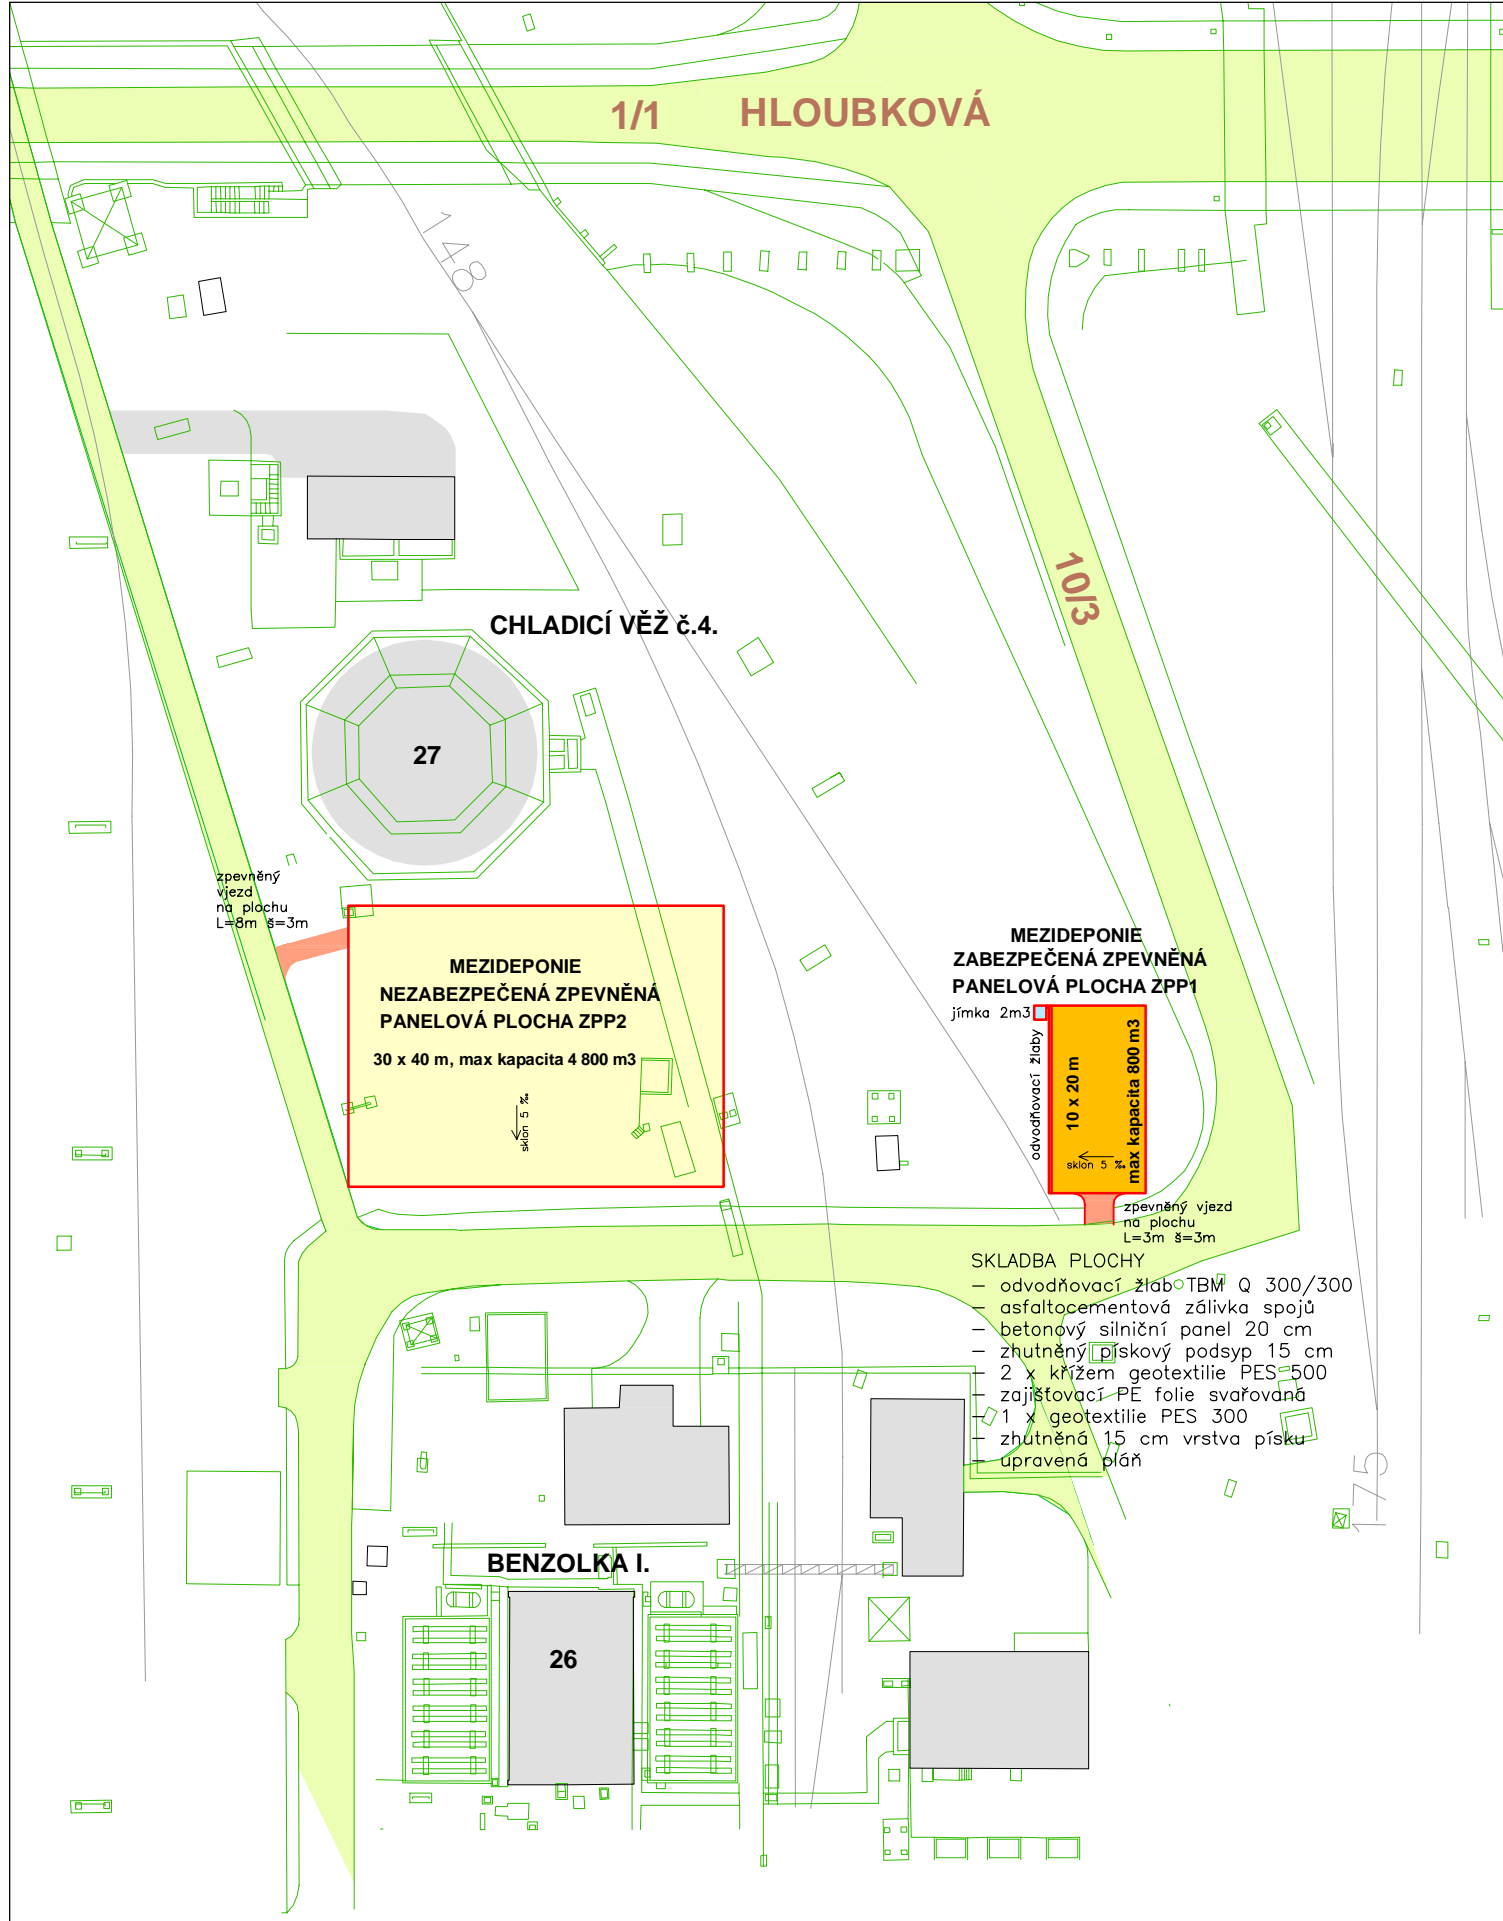 1/1 HLOUBKOVÁ
148
10/3
CHLADICÍ VĚŽ č.4.
27
zpevněný
vjezd
na plochu
L=8m š=3m
MEZIDEPONIE
NEZABEZPEČENÁ ZPEVNĚNÁ
PANELOVÁ PLOCHA ZPP2
30 x 40 m, max kapacita 4 800 m3
sklon 5 ‰
MEZIDEPONIE
ZABEZPEČENÁ ZPEVNĚNÁ
PANELOVÁ PLOCHA ZPP1
jímka 2m3
odvodňovací žlaby
10 x 20 m
max kapacita 800 m3
sklon 5 ‰
zpevněný vjezd
na plochu
L=3m š=3m
SKLADBA PLOCHY
– odvodňovací žlab TBM Q 300/300
– asfaltocementová zálivka spojů
– betonový silniční panel 20 cm
– zhutněný pískový podsyp 15 cm
– 2 x křížem geotextilie PES 500
– zajišťovací PE folie svařovaná
– 1 x geotextilie PES 300
– zhutněná 15 cm vrstva písku
– upravená pláň
175
BENZOLKA I.
26